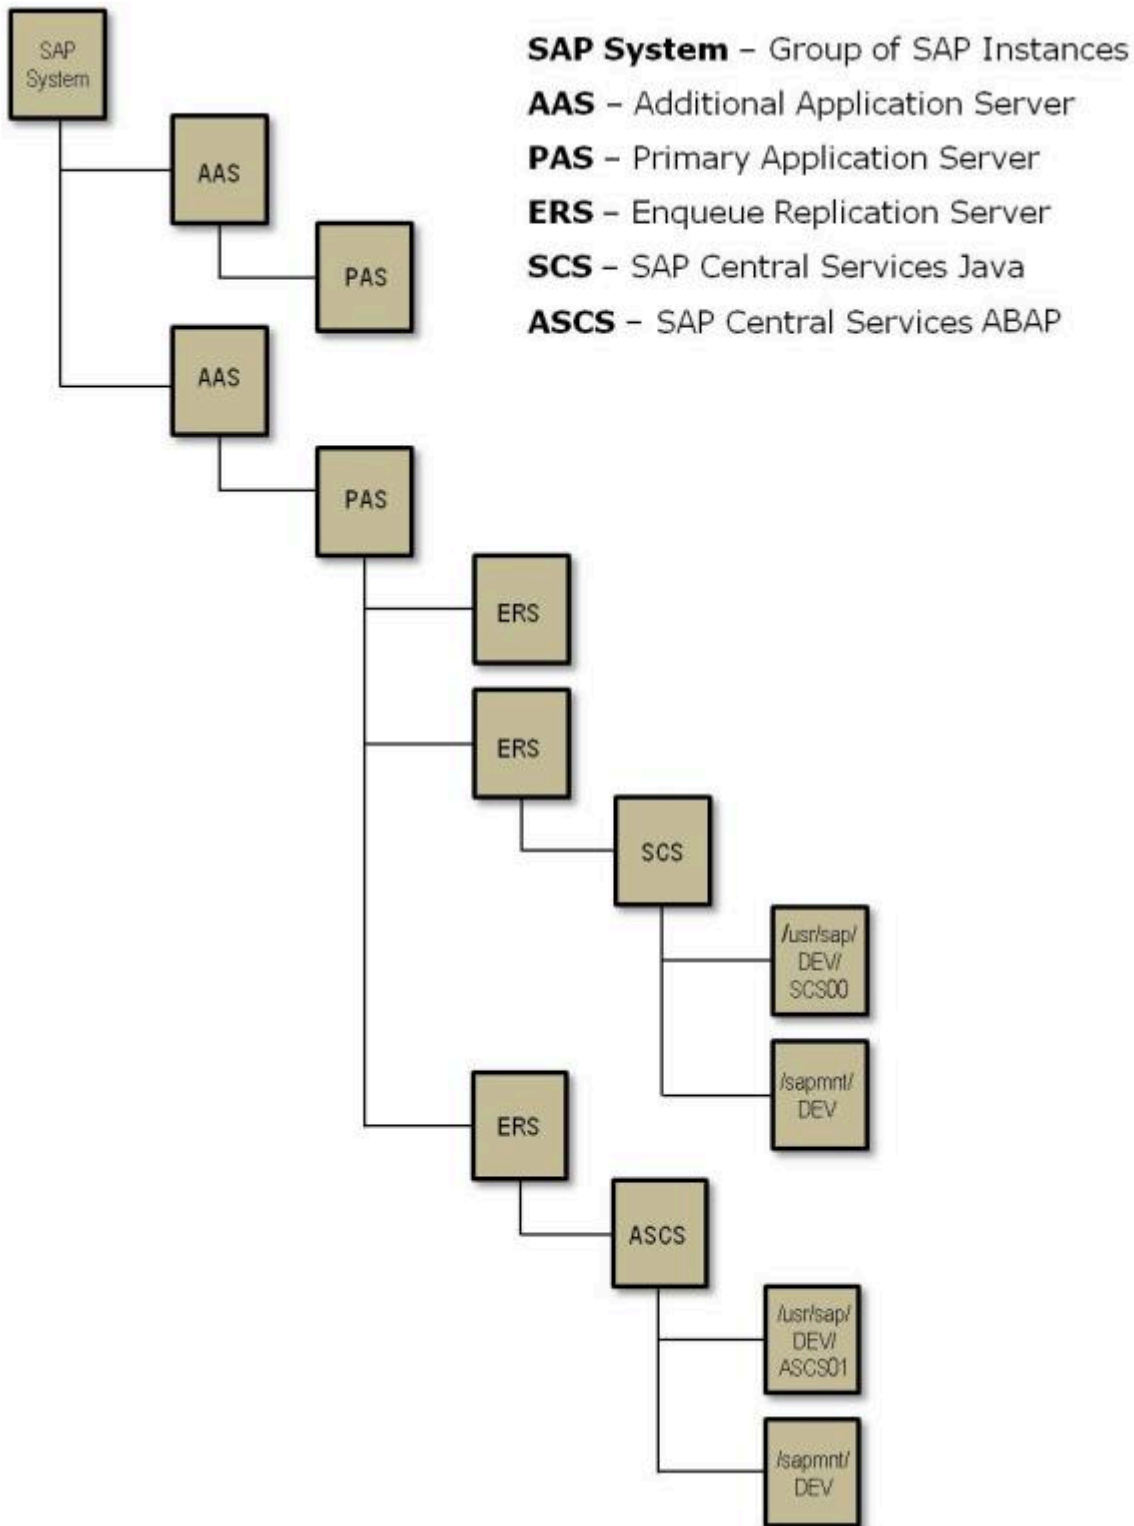 SAP
System
SAP System – Group of SAP Instances
AAS – Additional Application Server
PAS – Primary Application Server
ERS – Enqueue Replication Server
SCS – SAP Central Services Java
ASCS – SAP Central Services ABAP
AAS
PAS
AAS
PAS
ERS
ERS
SCS
/usr/sap/
DEV/
SCS00
/sapmnt/
DEV
ERS
ASCS
/usr/sap/
DEV/
ASCS01
/sapmnt/
DEV